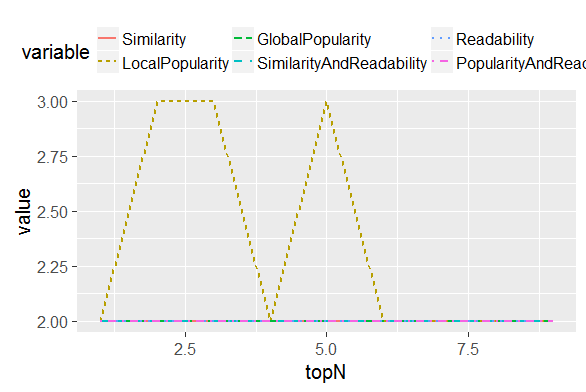 variable
Similarity GlobalPopularity Readability
LocalPopularity SimilarityAndReadability PopularityAndReac
3.00
2.75
2.50
2.25
2.00
value
2.5 5.0 7.5
topN